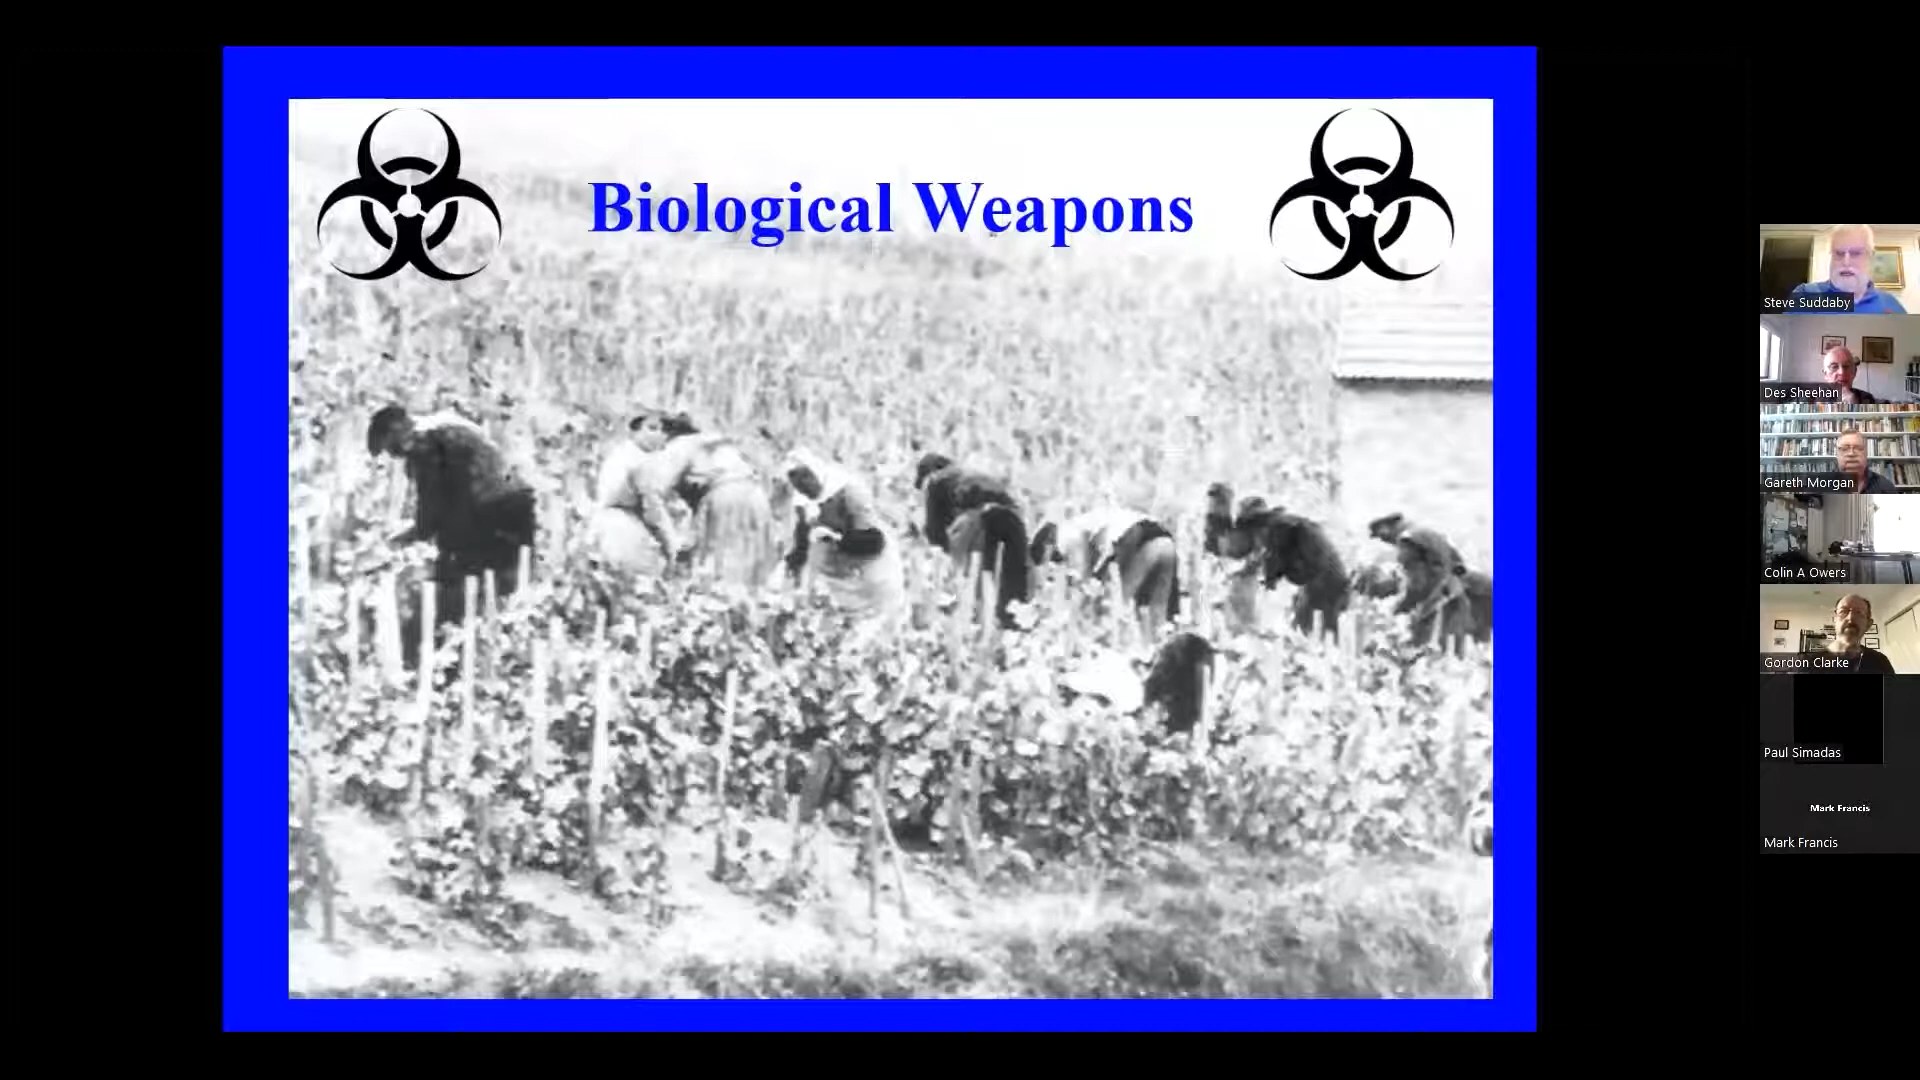 Biological Weapons
Steve Suddaby
Des Sheehan
Gareth Morgan
Colin A Owers
Gordon Clarke
Paul Simadas
Mark Francis
Mark Francis